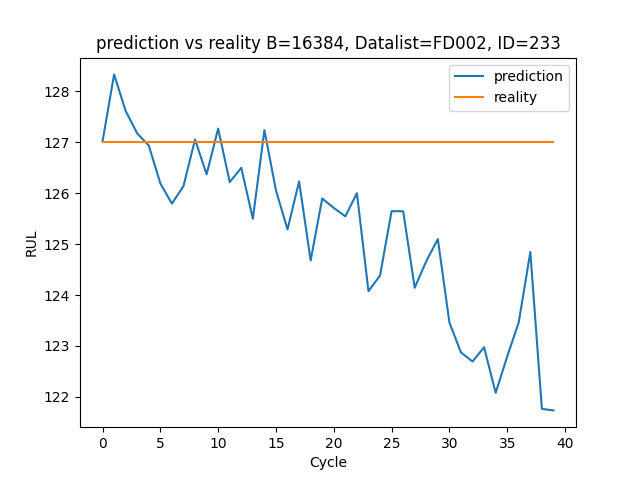 prediction vs reality B=16384, Datalist=FD002, ID=233
prediction
reality
128
127
126
125
124
123
122
RUL
0 5 10 15 20 25 30 35 40
Cycle